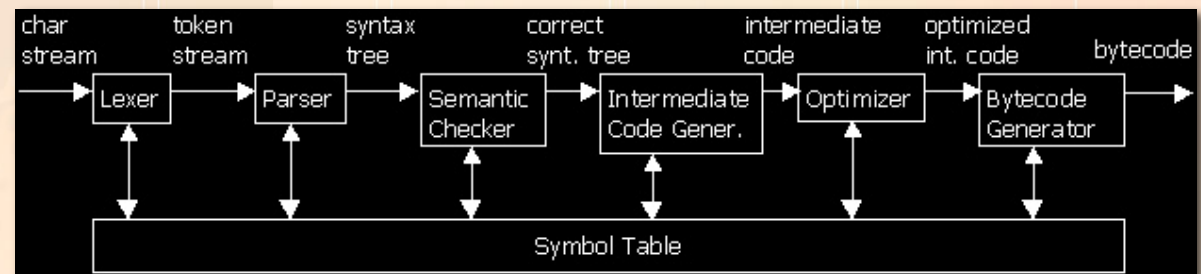 char
stream
token
stream
syntax
tree
correct
synt. tree
intermediate
code
optimized
int. code
bytecode
Lexer
Parser
Semantic
Checker
Intermediate
Code Gener.
Optimizer
Bytecode
Generator
Symbol Table